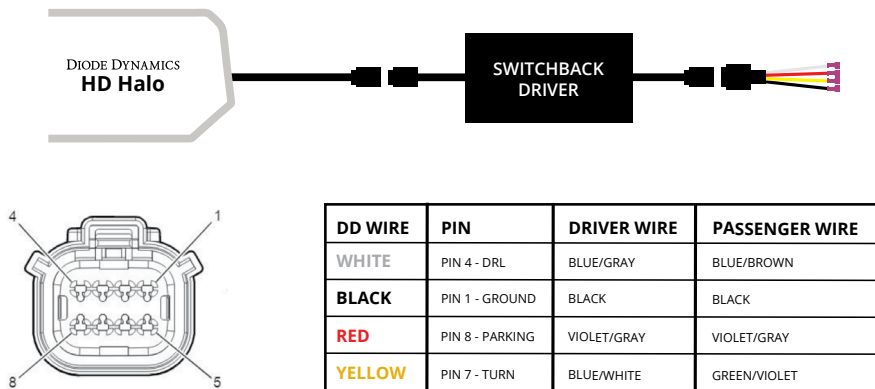 DIODE DYNAMICS
HD Halo
SWITCHBACK
DRIVER
4
1
8
5
DD WIRE PIN DRIVER WIRE PASSENGER WIRE
WHITE PIN 4 - DRL BLUE/GRAY BLUE/BROWN
BLACK PIN 1 - GROUND BLACK BLACK
RED PIN 8 - PARKING VIOLET/GRAY VIOLET/GRAY
YELLOW PIN 7 - TURN BLUE/WHITE GREEN/VIOLET